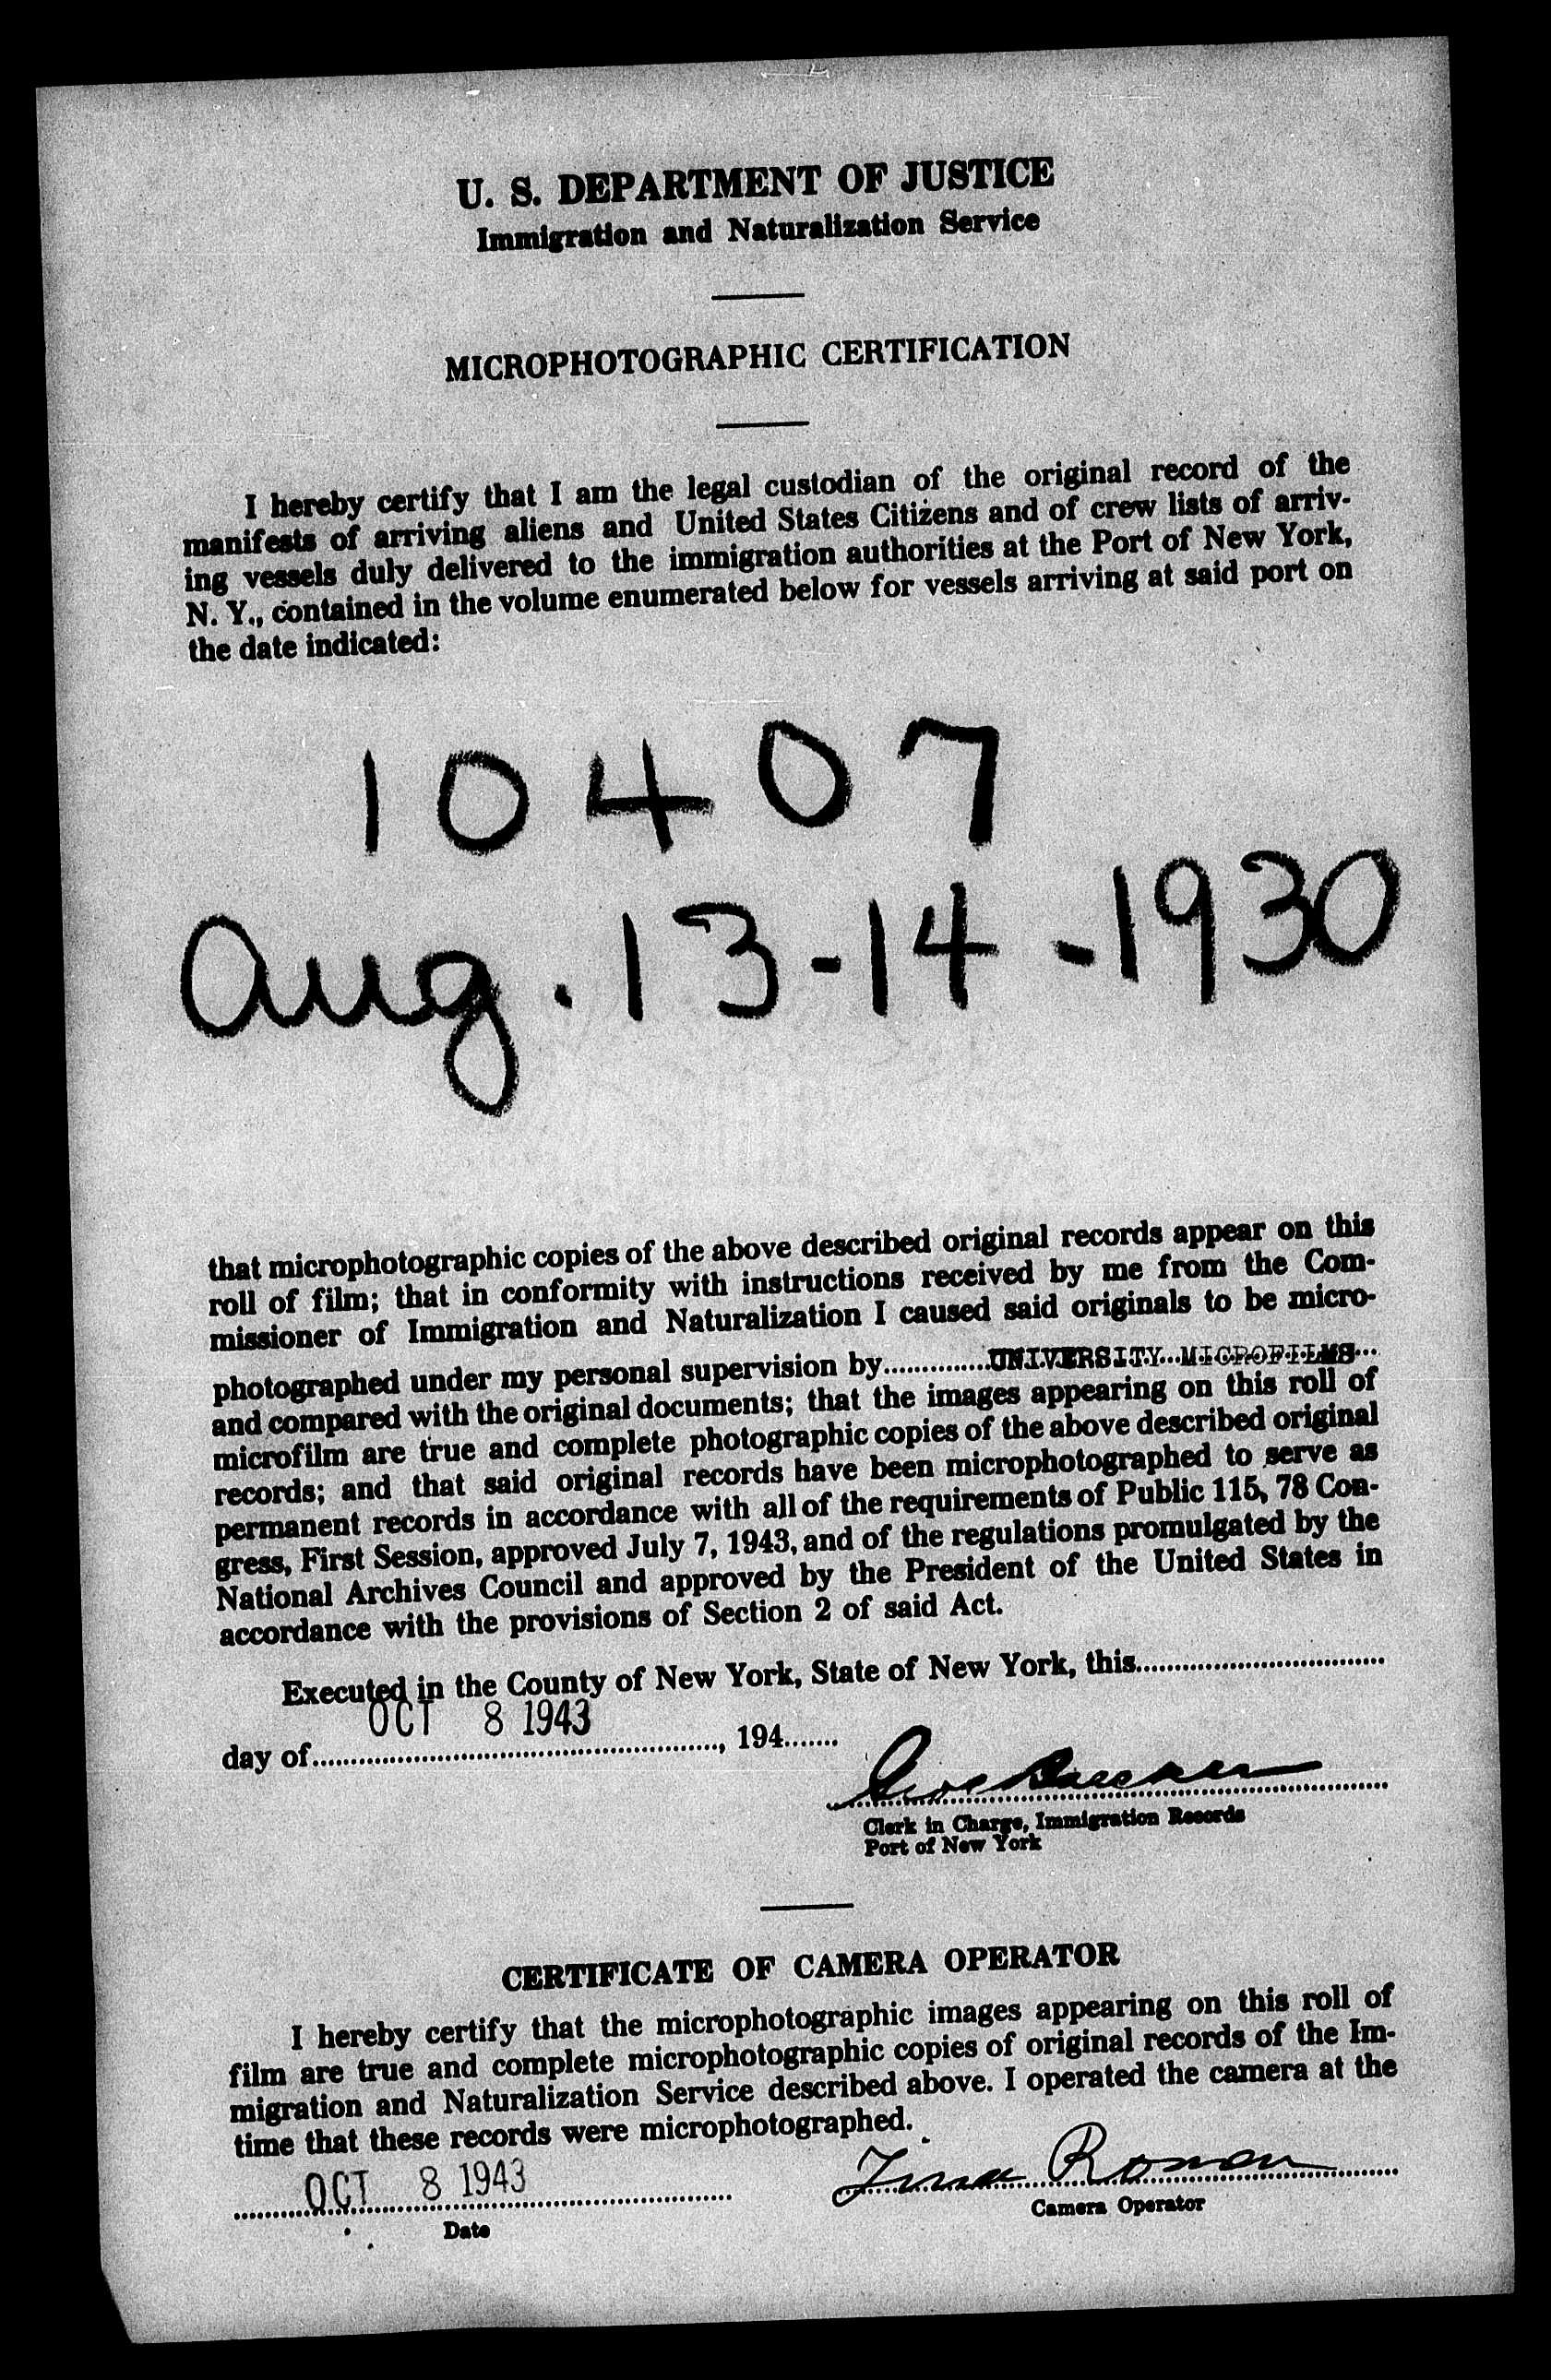 U. S. DEPARTMENT OF JUSTICE
Immigration and Naturalization Service
MICROPHOTOGRAPHIC CERTIFICATION
I hereby certify that I am the legal custodian of the original record of the
manifests of arriving aliens and United States Citizens and of crew lists of arriv-
ing vessels duly delivered to the immigration authorities at the Port of New York,
N. Y., contained in the volume enumerated below for vessels arriving at said port on
the date indicated:
10407
Aug. 13-14-1930
that microphotographic copies of the above described original records appear on this
roll of film; that in conformity with instructions received by me from the Com-
missioner of Immigration and Naturalization I caused said originals to be micro-
photographed under my personal supervision by UNIVERSITY MICROFILMS
and compared with the original documents; that the images appearing on this roll of
microfilm are true and complete photographic copies of the above described original
records; and that said original records have been microphotographed to serve as
permanent records in accordance with all of the requirements of Public 115, 78 Con-
gress, First Session, approved July 7, 1943, and of the regulations promulgated by the
National Archives Council and approved by the President of the United States in
accordance with the provisions of Section 2 of said Act.
Executed in the County of New York, State of New York, this
OCT 8 1943
day of, 194
Clerk in Charge, Immigration Records
Port of New York
CERTIFICATE OF CAMERA OPERATOR
I hereby certify that the microphotographic images appearing on this roll of
film are true and complete microphotographic copies of original records of the Im-
migration and Naturalization Service described above. I operated the camera at the
time that these records were microphotographed.
OCT 8 1943
Date
Camera Operator